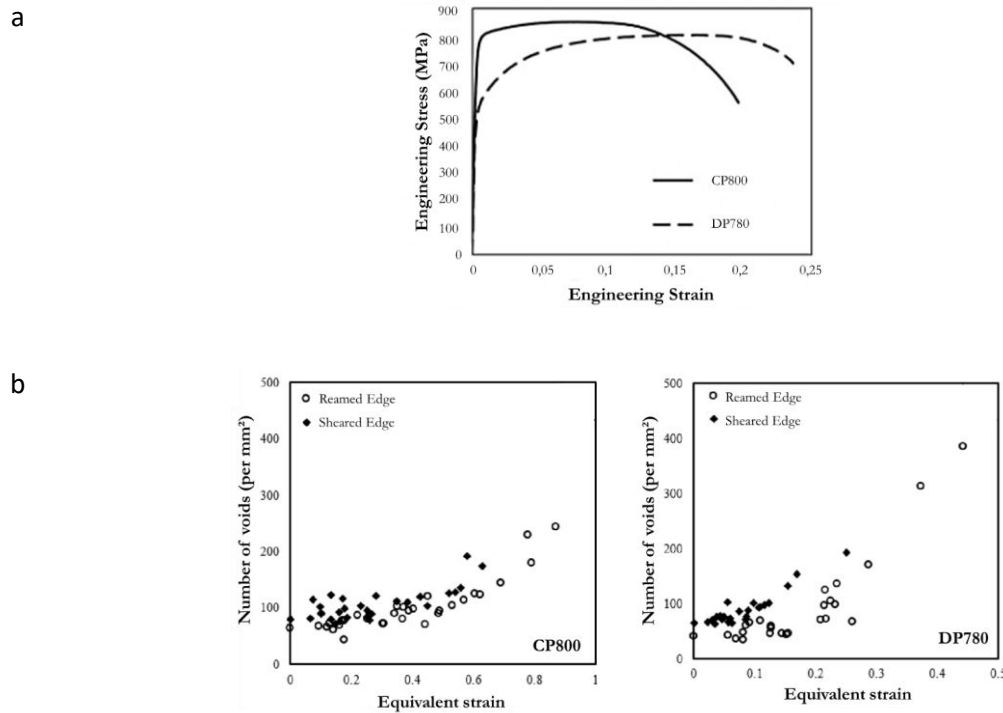 a
900
800
700
600
500
400
300
200
100
0
Engineering Stress (MPa)
CP800
DP780
0 0,05 0,1 0,15 0,2 0,25
Engineering Strain
b
500
400
300
200
100
0
Number of voids (per mm²)
Reamed Edge
Sheared Edge
CP800
0 0.2 0.4 0.6 0.8 1
Equivalent strain
500
400
300
200
100
0
Number of voids (per mm²)
Reamed Edge
Sheared Edge
DP780
0 0.1 0.2 0.3 0.4 0.5
Equivalent strain